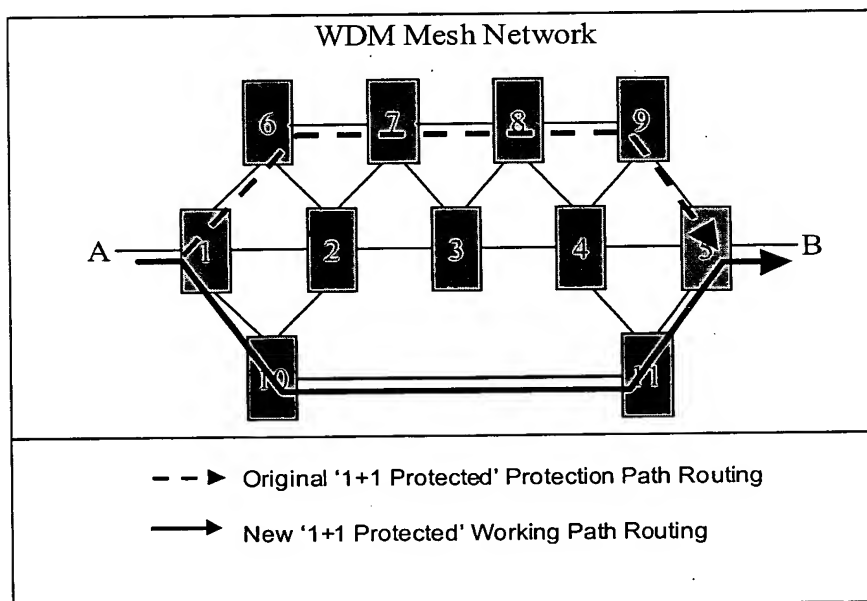 WDM Mesh Network
6 7 8 9
A 1 2 3 4 5 B
10 11
Original '1+1 Protected' Protection Path Routing
New '1+1 Protected' Working Path Routing